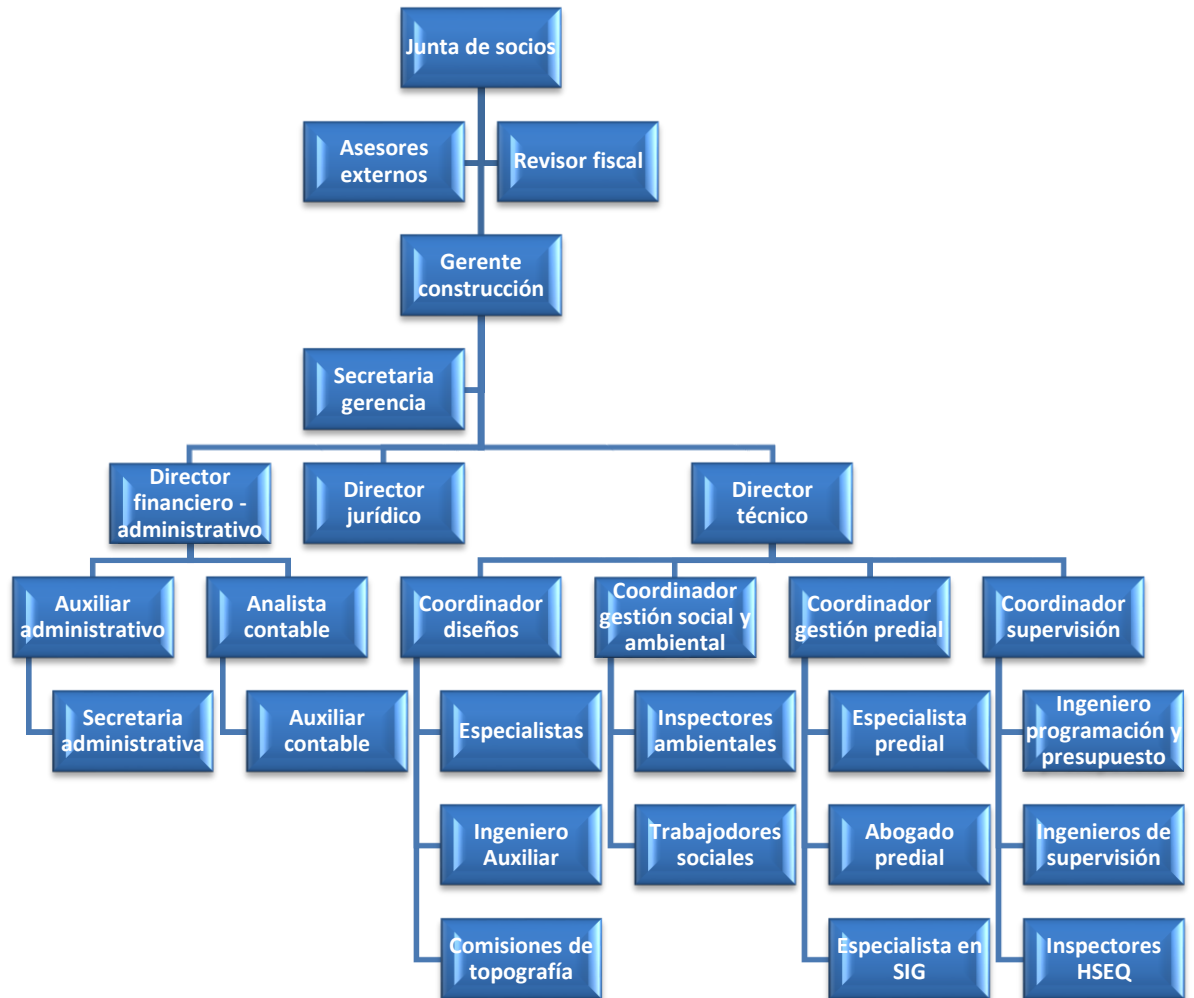 Junta de socios
Asesores
externos
Revisor fiscal
Gerente
construcción
Secretaria
gerencia
Director
financiero -
administrativo
Director
jurídico
Director
técnico
Auxiliar
administrativo
Analista
contable
Coordinador
diseños
Coordinador
gestión social y
ambiental
Coordinador
gestión predial
Coordinador
supervisión
Secretaria
administrativa
Auxiliar
contable
Especialistas
Inspectores
ambientales
Especialista
predial
Ingeniero
programación y
presupuesto
Ingeniero
Auxiliar
Trabajodores
sociales
Abogado
predial
Ingenieros de
supervisión
Comisiones de
topografía
Especialista en
SIG
Inspectores
HSEQ